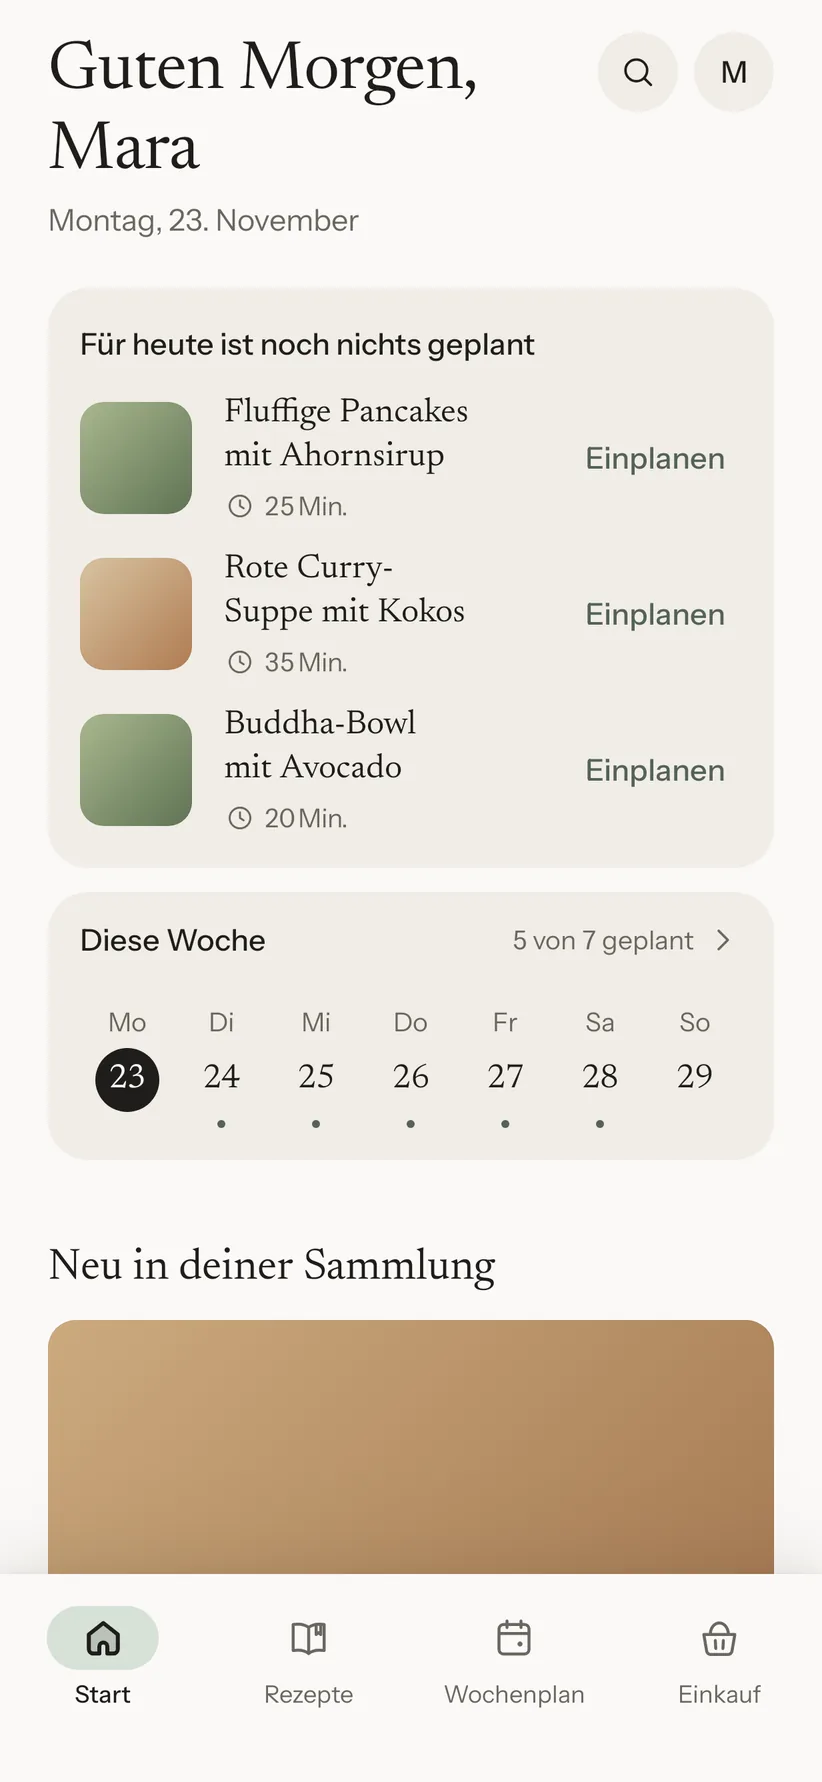 Guten Morgen,
Mara
M
Montag, 23. November
Für heute ist noch nichts geplant
Fluffige Pancakes
mit Ahornsirup
25 Min.
Einplanen
Rote Curry-
Suppe mit Kokos
35 Min.
Einplanen
Buddha-Bowl
mit Avocado
20 Min.
Einplanen
Diese Woche
5 von 7 geplant
Mo Di Mi Do Fr Sa So
23 24 25 26 27 28 29
Neu in deiner Sammlung
Start Rezepte Wochenplan Einkauf